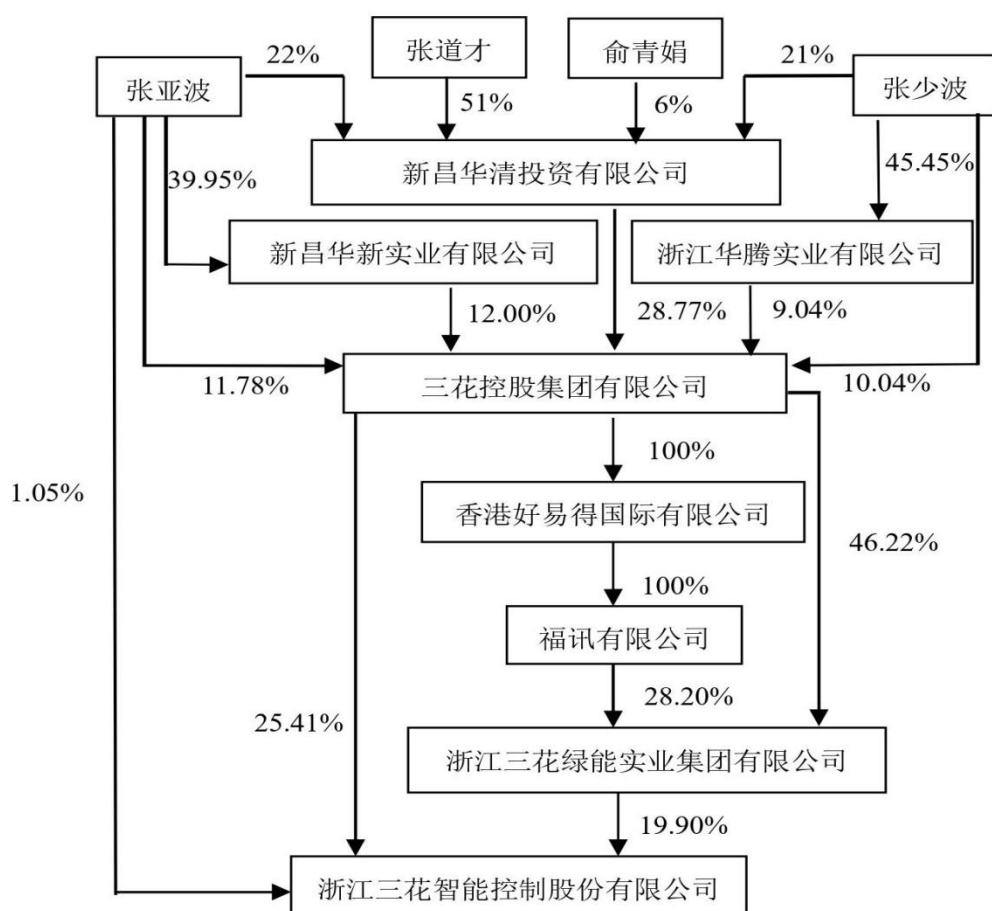 22%
张道才
俞青娟
21%
张亚波
51%
6%
张少波
39.95%
新昌华清投资有限公司
45.45%
新昌华新实业有限公司
浙江华腾实业有限公司
12.00%
28.77%
9.04%
11.78%
三花控股集团有限公司
10.04%
100%
1.05%
香港好易得国际有限公司
46.22%
100%
福讯有限公司
25.41%
28.20%
浙江三花绿能实业集团有限公司
19.90%
浙江三花智能控制股份有限公司